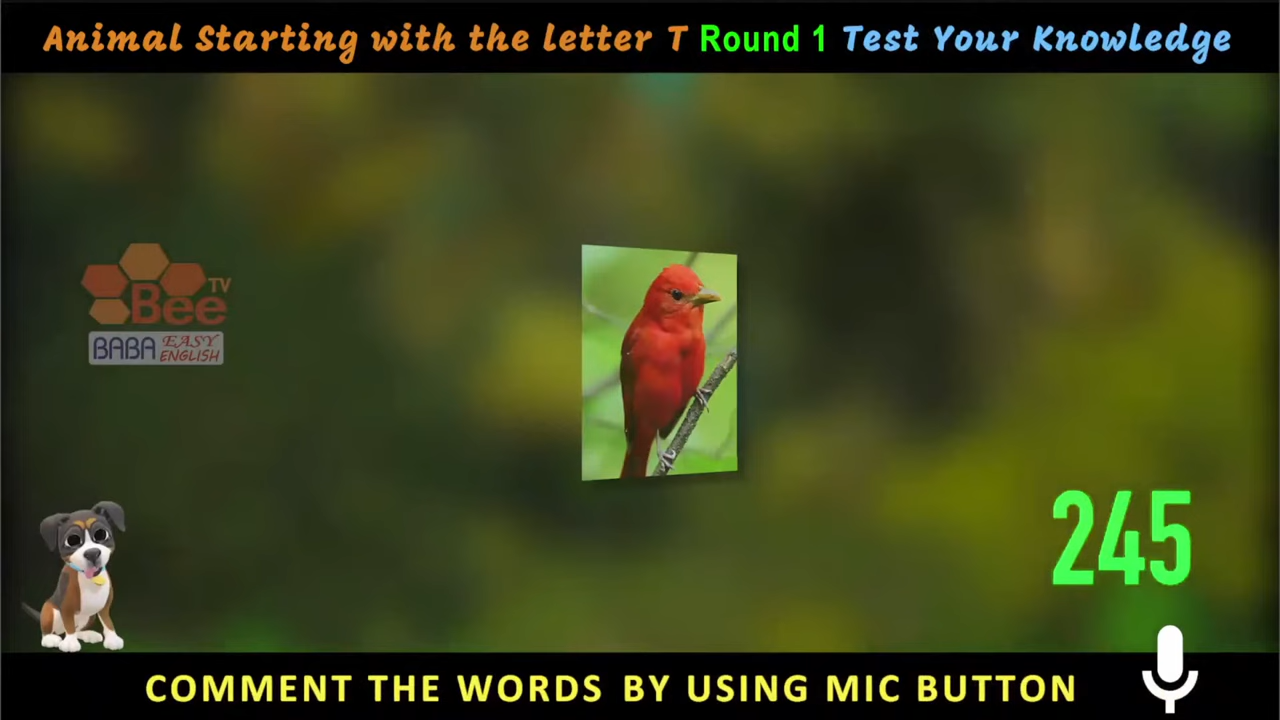 Animal Starting with the letter T Round 1 Test Your Knowledge
Bee TV
BABA EASY ENGLISH
245
COMMENT THE WORDS BY USING MIC BUTTON